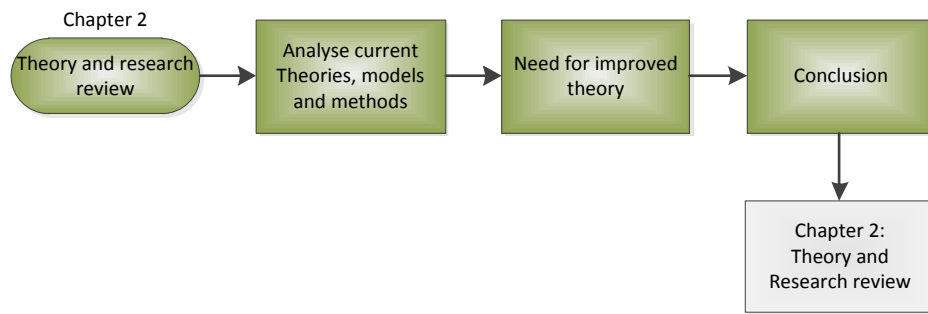 Chapter 2
Theory and research
review
Analyse current
Theories, models
and methods
Need for improved
theory
Conclusion
Chapter 2:
Theory and
Research review